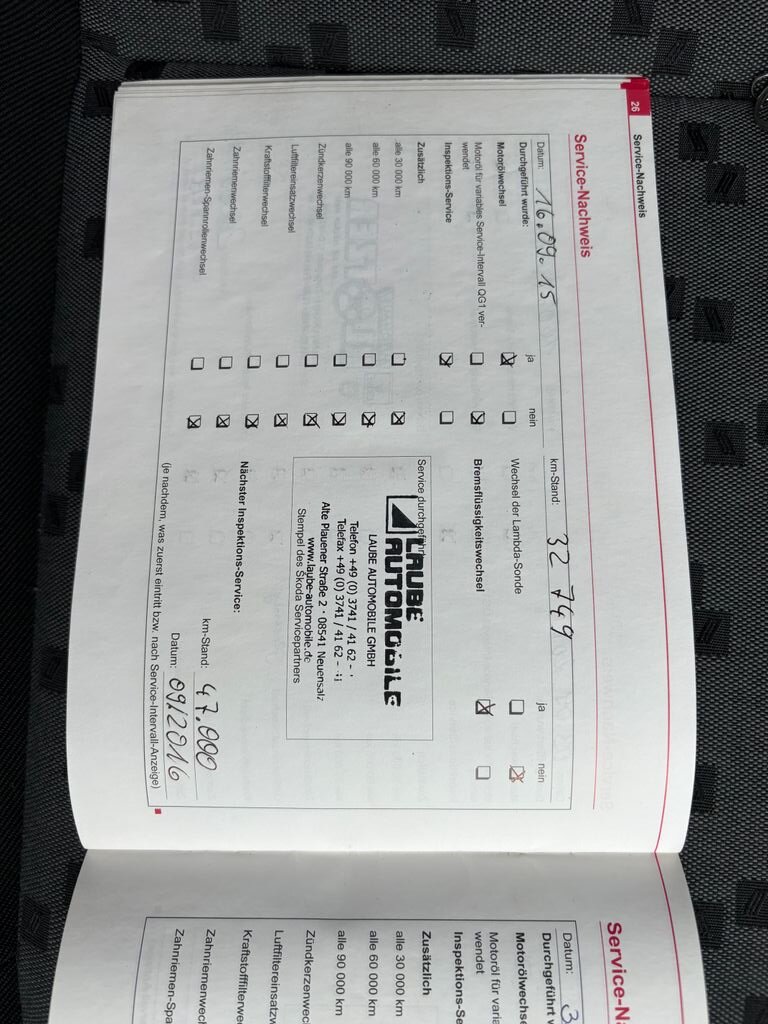 26
Service-Nachweis
Service-Nachweis
Datum: 16.09.15
km-Stand: 32 749
Durchgeführt wurde:
ja
nein
ja
nein
Motorölwechsel
Wechsel der Lambda-Sonde
Motoröl für variables Service-Intervall QG1 ver-
wendet
Bremsflüssigkeitswechsel
Inspektions-Service
Zusätzlich
alle 30 000 km
alle 60 000 km
alle 90 000 km
Zündkerzenwechsel
Luftfiltereinsatzwechsel
Kraftstofffilterwechsel
Zahnriemenwechsel
Zahnriemen-Spannrollenwechsel
Service durchgeführt
LAUBE
AUTOMOBILE
LAUBE AUTOMOBILE GMBH
Telefon +49 (0) 3741 / 41 62 -
Telefax +49 (0) 3741 / 41 62 -
Alte Plauener Straße 2 · 08541 Neuensalz
www.laube-automobile.de
Stempel des Škoda Servicepartners
Nächster Inspektions-Service:
km-Stand: 47.000
Datum: 09/2016
(je nachdem, was zuerst eintritt bzw. nach Service-Intervall-Anzeige)
Service-N
Datum: 3
Durchgeführt w
Motorölwechse
Motoröl für varia
wendet
Inspektions-Se
Zusätzlich
alle 30 000 km
alle 60 000 km
alle 90 000 km
Zündkerzenwec
Luftfiltereinsatzw
Kraftstofffilterwe
Zahnriemenwech
Zahnriemen-Spa